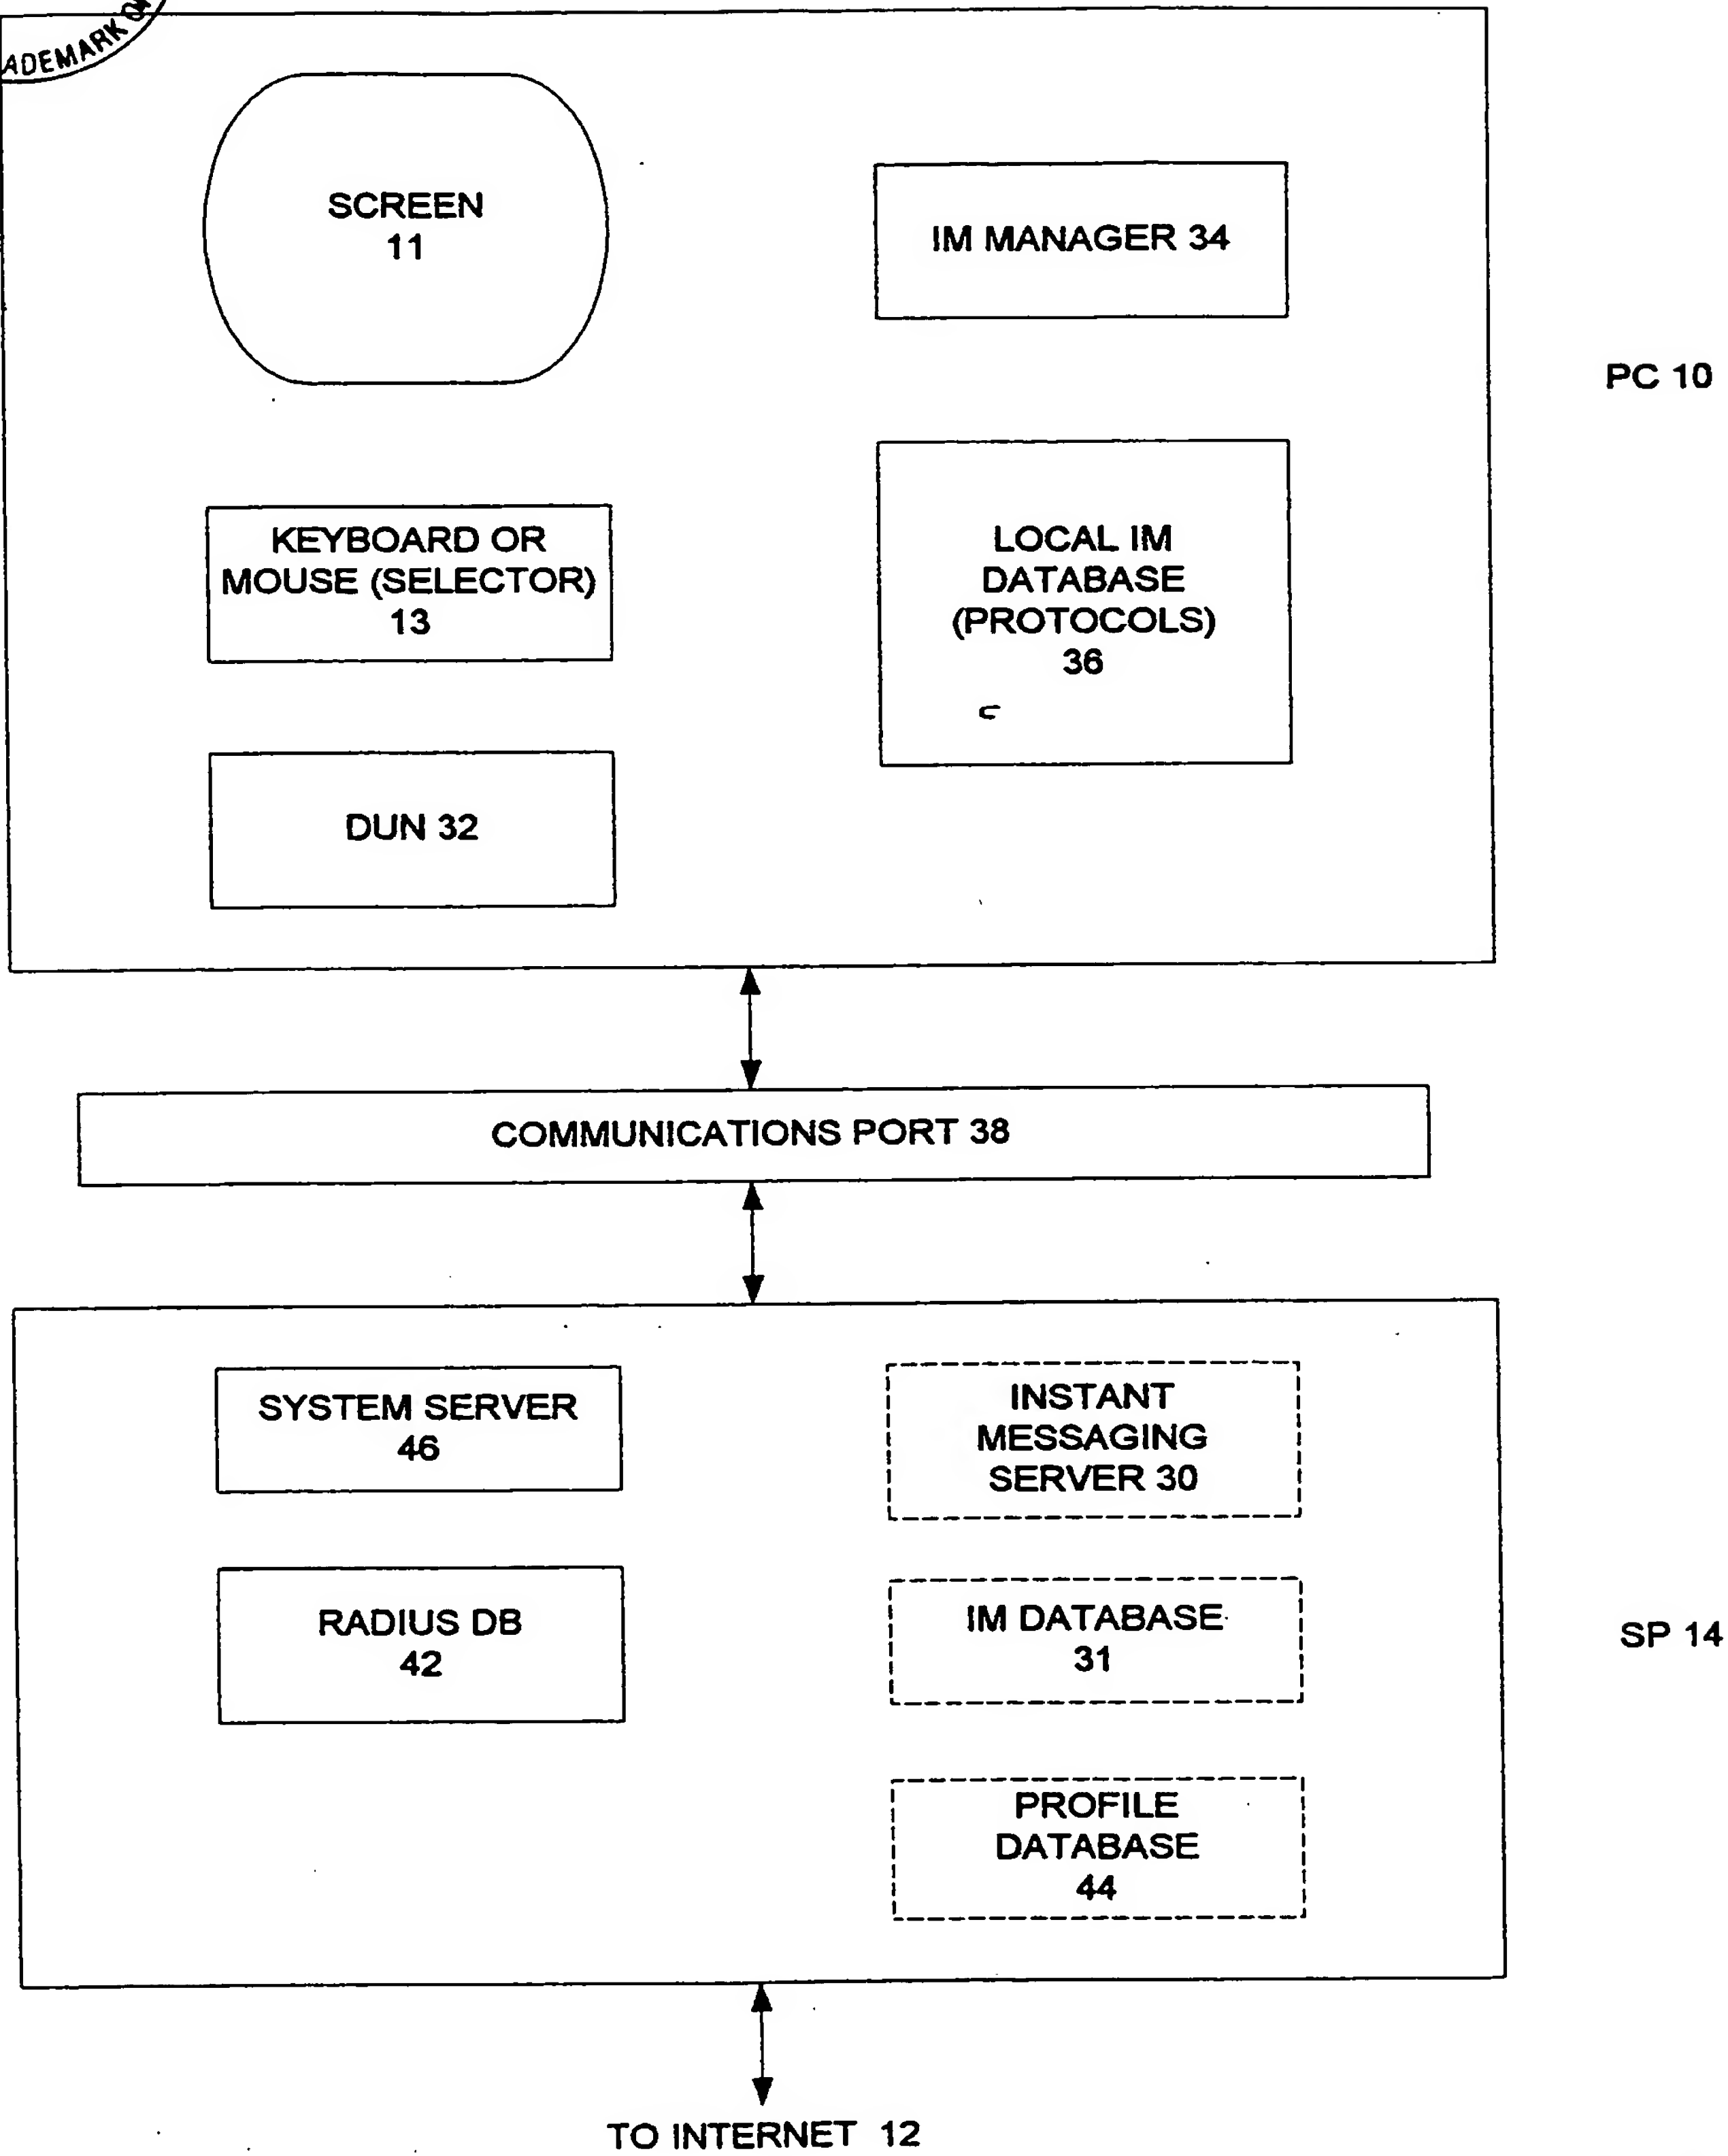 ADEMARK
SCREEN
11
IM MANAGER 34
PC 10
KEYBOARD OR
MOUSE (SELECTOR)
13
LOCAL IM
DATABASE
(PROTOCOLS)
36
DUN 32
COMMUNICATIONS PORT 38
SYSTEM SERVER
46
INSTANT
MESSAGING
SERVER 30
RADIUS DB
42
IM DATABASE
31
SP 14
PROFILE
DATABASE
44
TO INTERNET 12